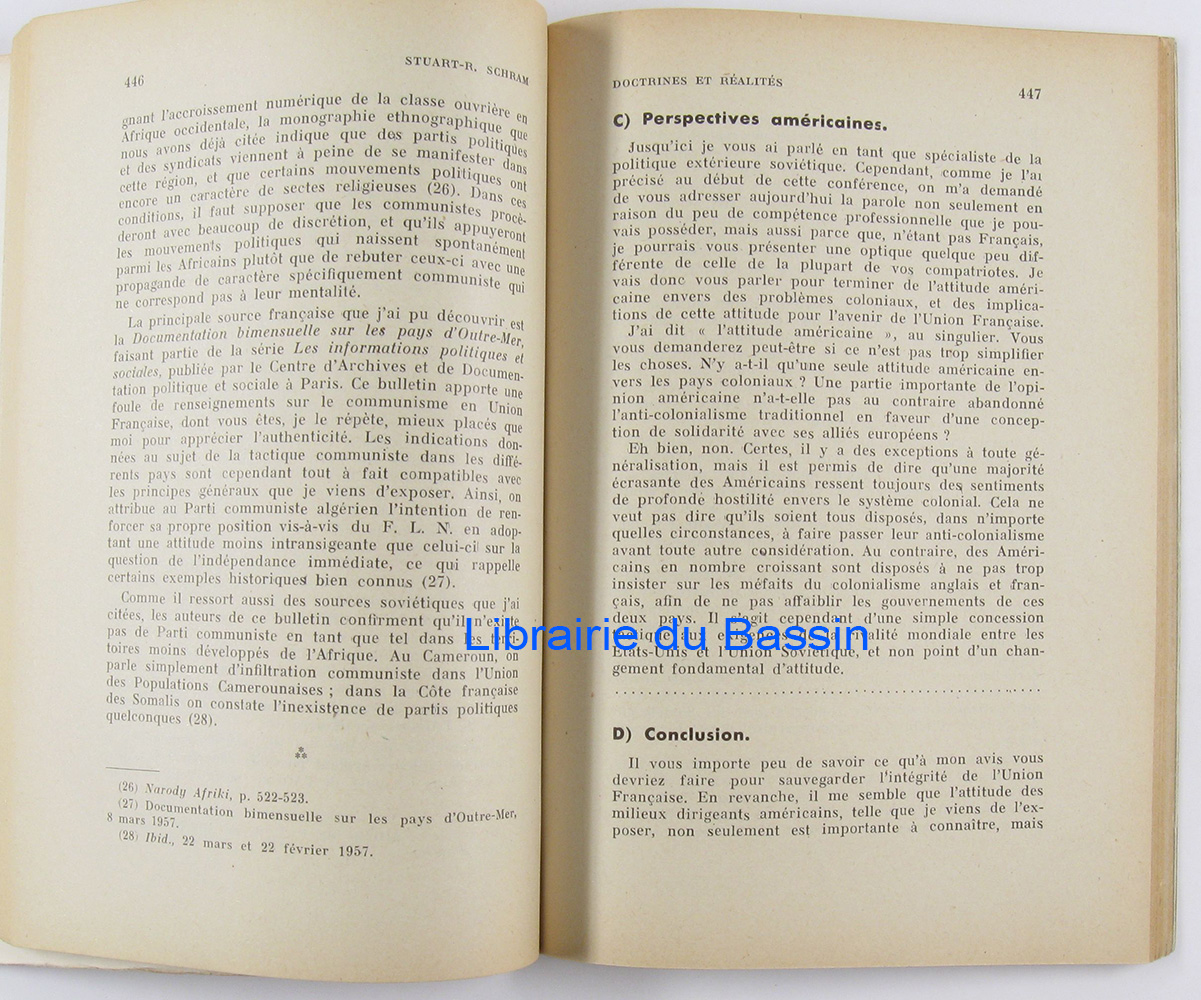 446
STUART-R. SCHRAM
gnant l'accroissement numérique de la classe ouvrière en
Afrique occidentale, la monographie ethnographique que
nous avons déjà citée indique que des partis politiques
et des syndicats viennent à peine de se manifester dans
cette région, et que certains mouvements politiques ont
encore un caractère de sectes religieuses (26). Dans ces
conditions, il faut supposer que les communistes procé-
deront avec beaucoup de discrétion, et qu'ils appuyeront
les mouvements politiques qui naissent spontanément
parmi les Africains plutôt que de rebuter ceux-ci avec une
propagande de caractère spécifiquement communiste qui
ne correspond pas à leur mentalité.
La principale source française que j'ai pu découvrir est
la Documentation bimensuelle sur les pays d'Outre-Mer,
faisant partie de la série Les informations politiques et
sociales, publiée par le Centre d'Archives et de Documen-
tation politique et sociale à Paris. Ce bulletin apporte une
foule de renseignements sur le communisme en Union
Française, dont vous êtes, je le répète, mieux placés que
moi pour apprécier l'authenticité. Les indications don-
nées au sujet de la tactique communiste dans les diffé-
rents pays sont cependant tout à fait compatibles avec
les principes généraux que je viens d'exposer. Ainsi, on
attribue au Parti communiste algérien l'intention de ren-
forcer sa propre position vis-à-vis du F. L. N. en adop-
tant une attitude moins intransigeante que celui-ci sur la
question de l'indépendance immédiate, ce qui rappelle
certains exemples historiques bien connus (27).
Comme il ressort aussi des sources soviétiques que j'ai
citées, les auteurs de ce bulletin confirment qu'il n'existe
pas de Parti communiste en tant que tel dans les terri-
toires moins développés de l'Afrique. Au Cameroun, on
parle simplement d'infiltration communiste dans l'Union
des Populations Camerounaises ; dans la Côte française
des Somalis on constate l'inexistence de partis politiques
quelconques (28).
***
(26) Narody Afriki, p. 522-523.
(27) Documentation bimensuelle sur les pays d'Outre-Mer,
8 mars 1957.
(28) Ibid., 22 mars et 22 février 1957.
DOCTRINES ET RÉALITÉS
447
C) Perspectives américaines.
Jusqu'ici je vous ai parlé en tant que spécialiste de la
politique extérieure soviétique. Cependant, comme je l'ai
précisé au début de cette conférence, on m'a demandé
de vous adresser aujourd'hui la parole non seulement en
raison du peu de compétence professionnelle que je pou-
vais posséder, mais aussi parce que, n'étant pas Français,
je pourrais vous présenter une optique quelque peu dif-
férente de celle de la plupart de vos compatriotes. Je
vais donc vous parler pour terminer de l'attitude améri-
caine envers des problèmes coloniaux, et des implica-
tions de cette attitude pour l'avenir de l'Union Française.
J'ai dit « l'attitude américaine », au singulier. Vous
vous demanderez peut-être si ce n'est pas trop simplifier
les choses. N'y a-t-il qu'une seule attitude américaine en-
vers les pays coloniaux ? Une partie importante de l'opi-
nion américaine n'a-t-elle pas au contraire abandonné
l'anti-colonialisme traditionnel en faveur d'une concep-
tion de solidarité avec ses alliés européens ?
Eh bien, non. Certes, il y a des exceptions à toute gé-
néralisation, mais il est permis de dire qu'une majorité
écrasante des Américains ressent toujours des sentiments
de profonde hostilité envers le système colonial. Cela ne
veut pas dire qu'ils soient tous disposés, dans n'importe
quelles circonstances, à faire passer leur anti-colonialisme
avant toute autre considération. Au contraire, des Améri-
cains en nombre croissant sont disposés à ne pas trop
insister sur les méfaits du colonialisme anglais et fran-
çais, afin de ne pas affaiblir les gouvernements de ces
deux pays. Il s'agit cependant d'une simple concession
aux exigences de la rivalité mondiale entre les
États-Unis et l'Union Soviétique, et non point d'un chan-
gement fondamental d'attitude.
D) Conclusion.
Il vous importe peu de savoir ce qu'à mon avis vous
devriez faire pour sauvegarder l'intégrité de l'Union
Française. En revanche, il me semble que l'attitude des
milieux dirigeants américains, telle que je viens de l'ex-
poser, non seulement est importante à connaître, mais
Librairie du Bassin